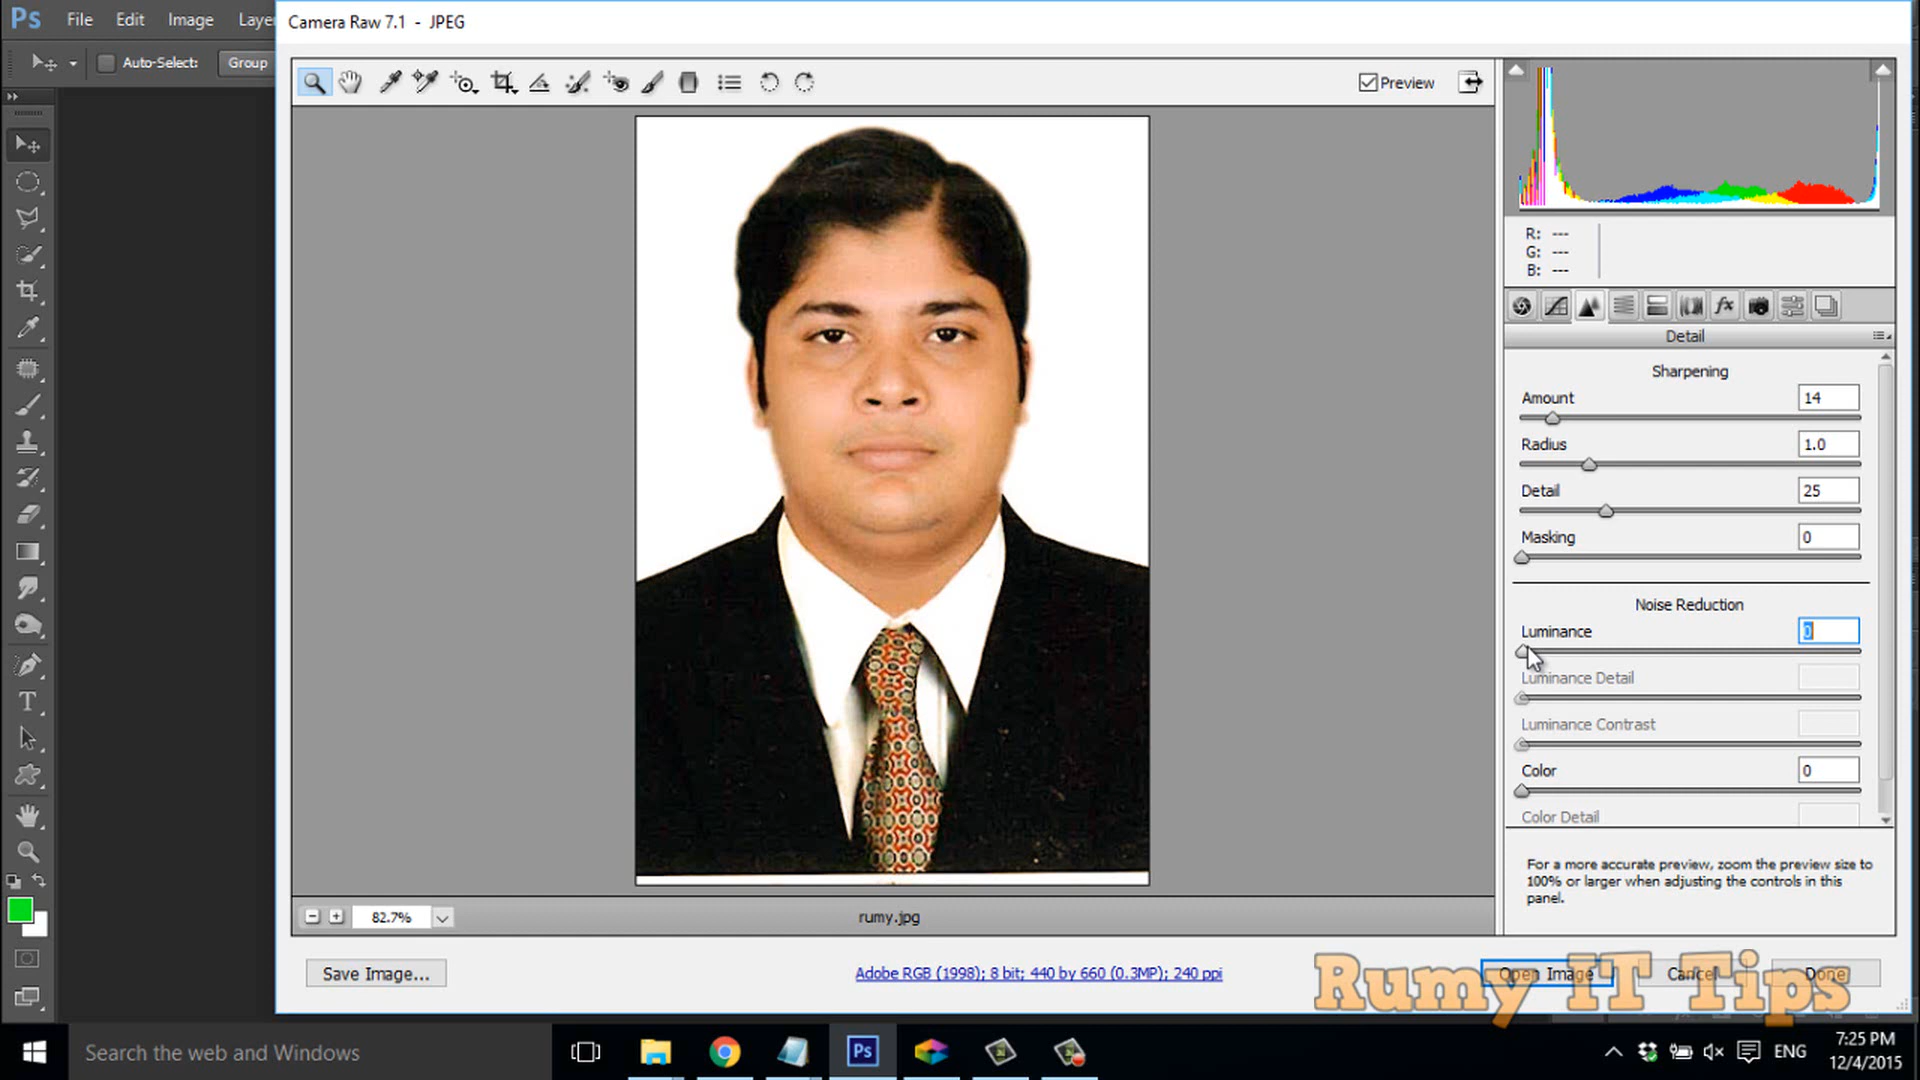 Ps File Edit Image Laye
Camera Raw 7.1 - JPEG
Auto-Select: Group
Preview
R: ---
G: ---
B: ---
fx
Detail
Sharpening
Amount 14
Radius 1.0
Detail 25
Masking 0
Noise Reduction
Luminance 0
Luminance Detail
Luminance Contrast
Color 0
Color Detail
For a more accurate preview, zoom the preview size to
100% or larger when adjusting the controls in this
panel.
T
82.7% rumy.jpg
Save Image... Adobe RGB (1998); 8 bit; 440 by 660 (0.3MP); 240 ppi Open Image Cancel Done
Rumy IT Tips
Search the web and Windows
Ps
ENG
7:25 PM
12/4/2015